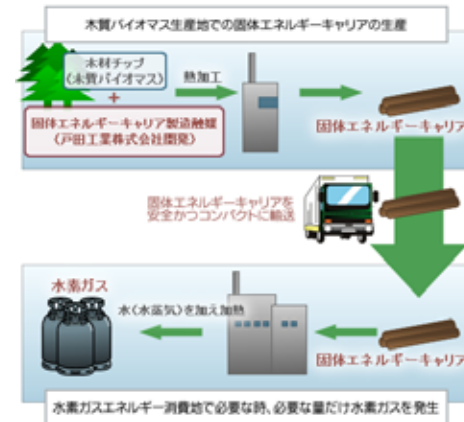 木質バイオマス生産地での固体エネルギーキャリアの生産
木材チップ
(木質バイオマス)
+
熱加工
固体エネルギーキャリア製造触媒
(戸田工業株式会社開発)
固体エネルギーキャリア
固体エネルギーキャリアを
安全かつコンパクトに輸送
水素ガス
水(水蒸気)を加え加熱
固体エネルギーキャリア
水素ガスエネルギー消費地で必要な時、必要な量だけ水素ガスを発生